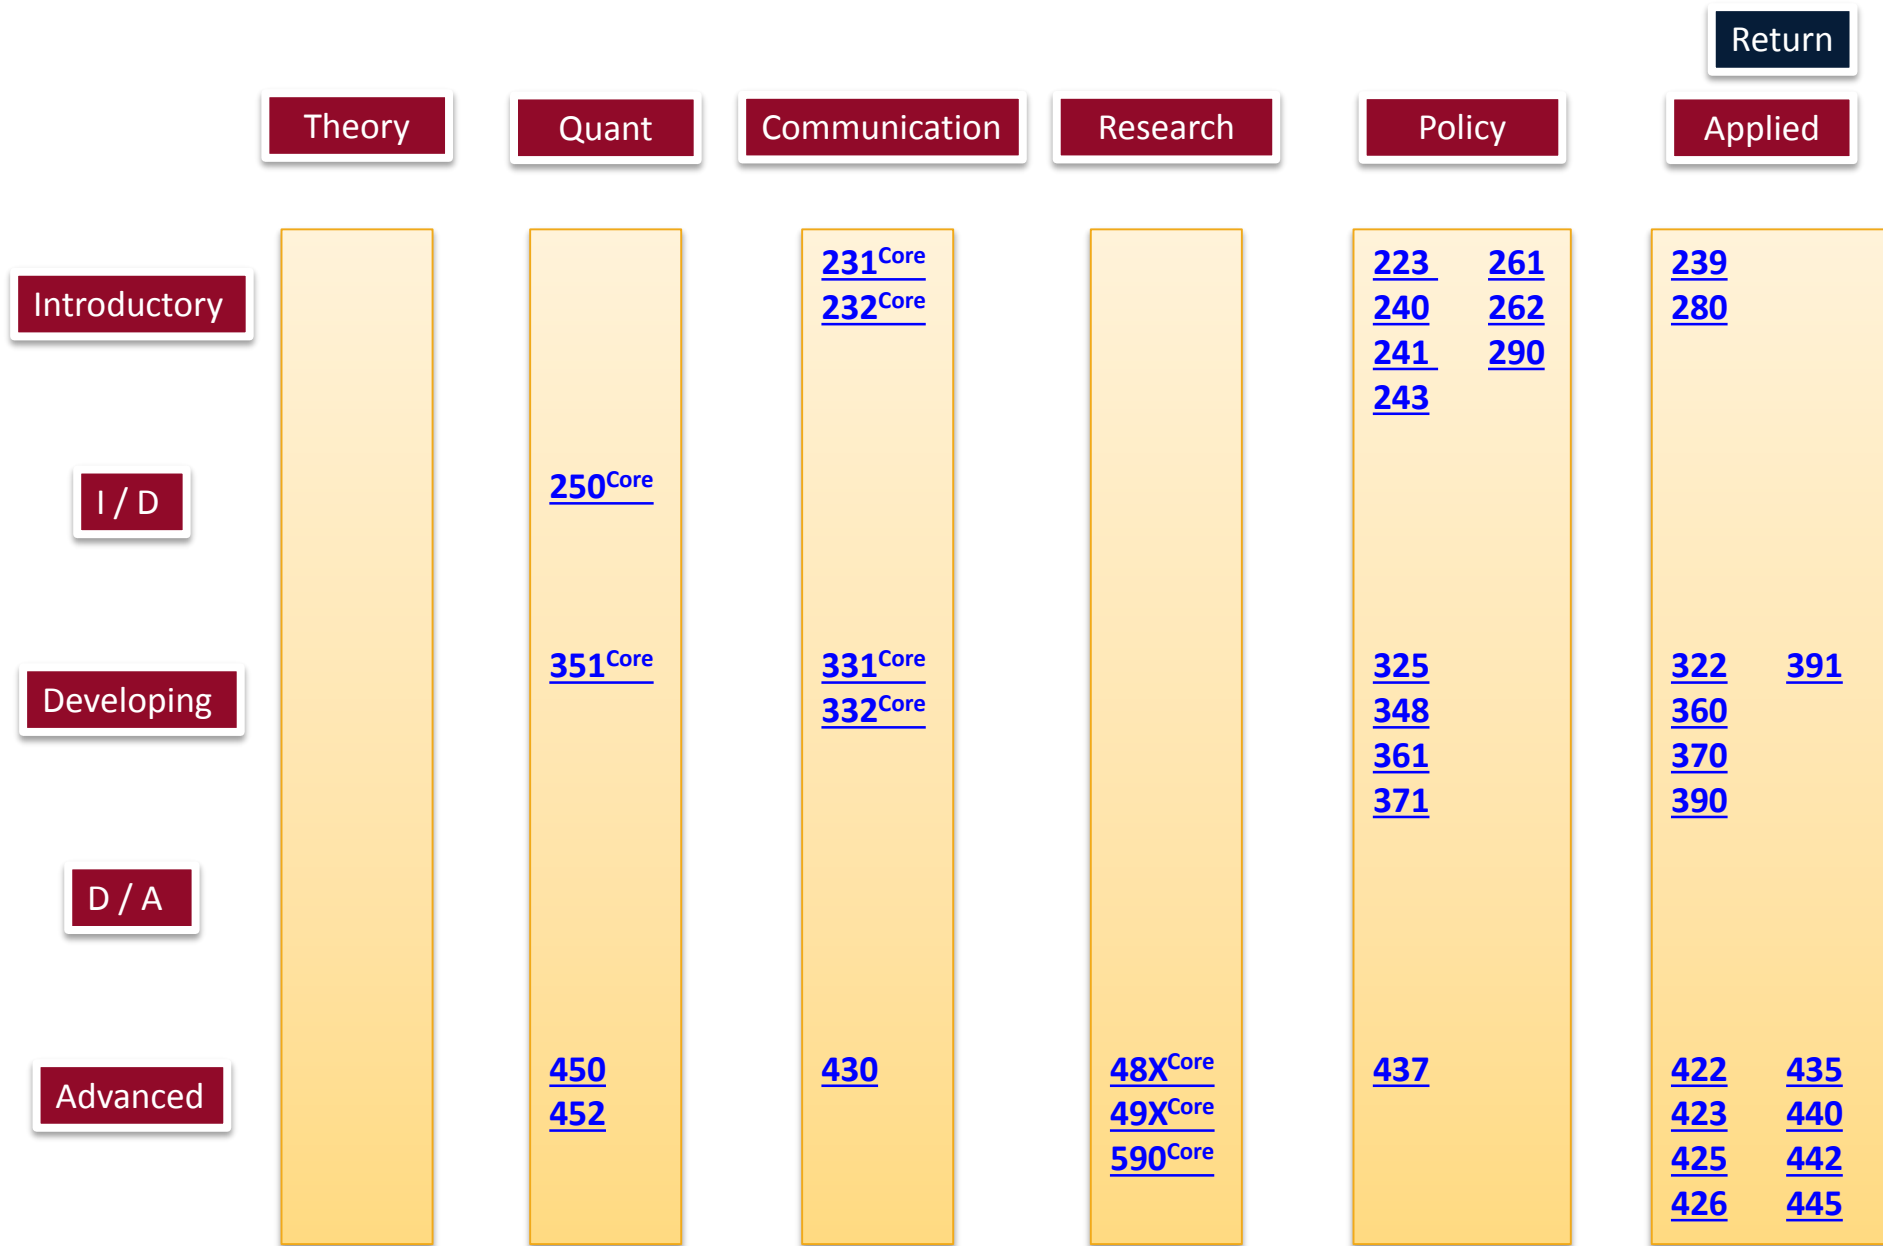 Return
Theory Quant Communication Research Policy Applied
Introductory
231Core 223 261 239
232Core 240 262 280
241 290
243
I / D
250Core
Developing
351Core 331Core 325 322 391
332Core 348 360
361 370
371 390
D / A
Advanced
450 430 48XCore 437 422 435
452 49XCore 423 440
590Core 425 442
426 445